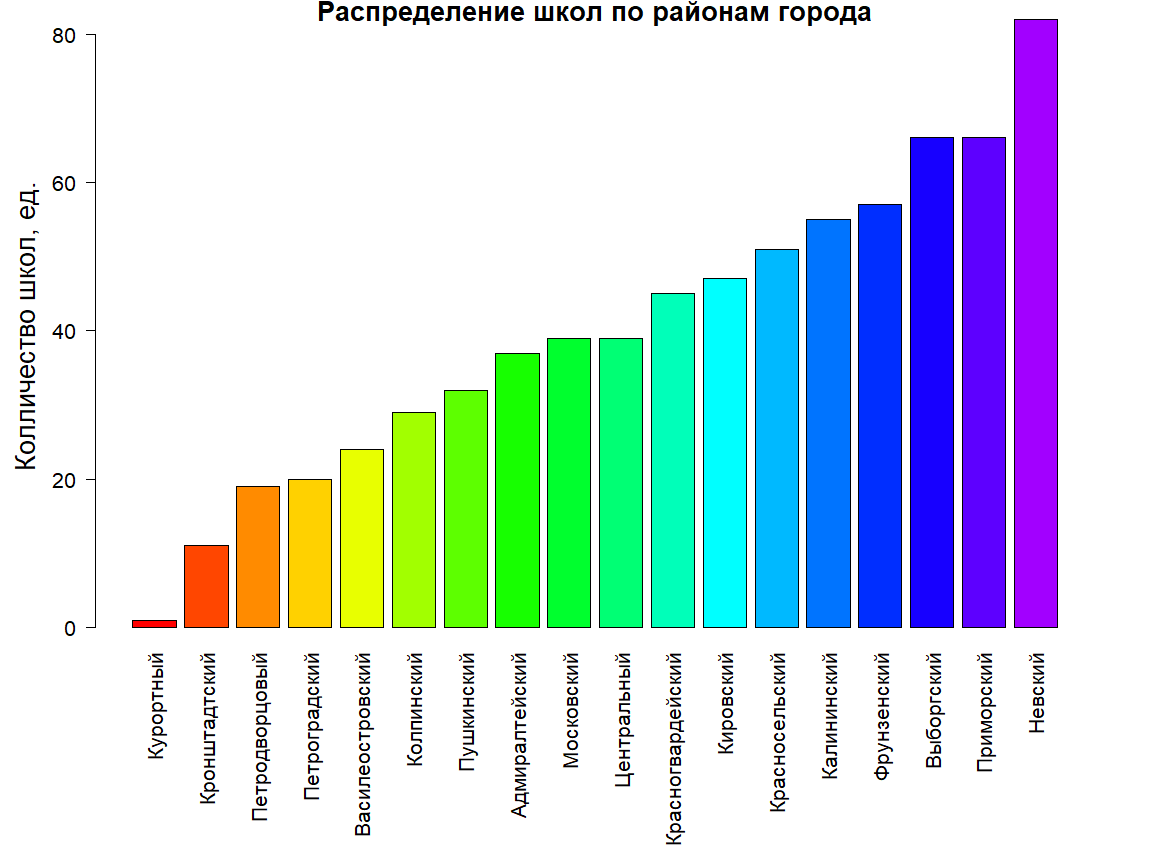 Распределение школ по районам города
Колличество школ, ед.
80
60
40
20
0
Курортный
Кронштадтский
Петродворцовый
Петроградский
Василеостровский
Колпинский
Пушкинский
Адмиралтейский
Московский
Центральный
Красногвардейский
Кировский
Красносельский
Калининский
Фрунзенский
Выборгский
Приморский
Невский